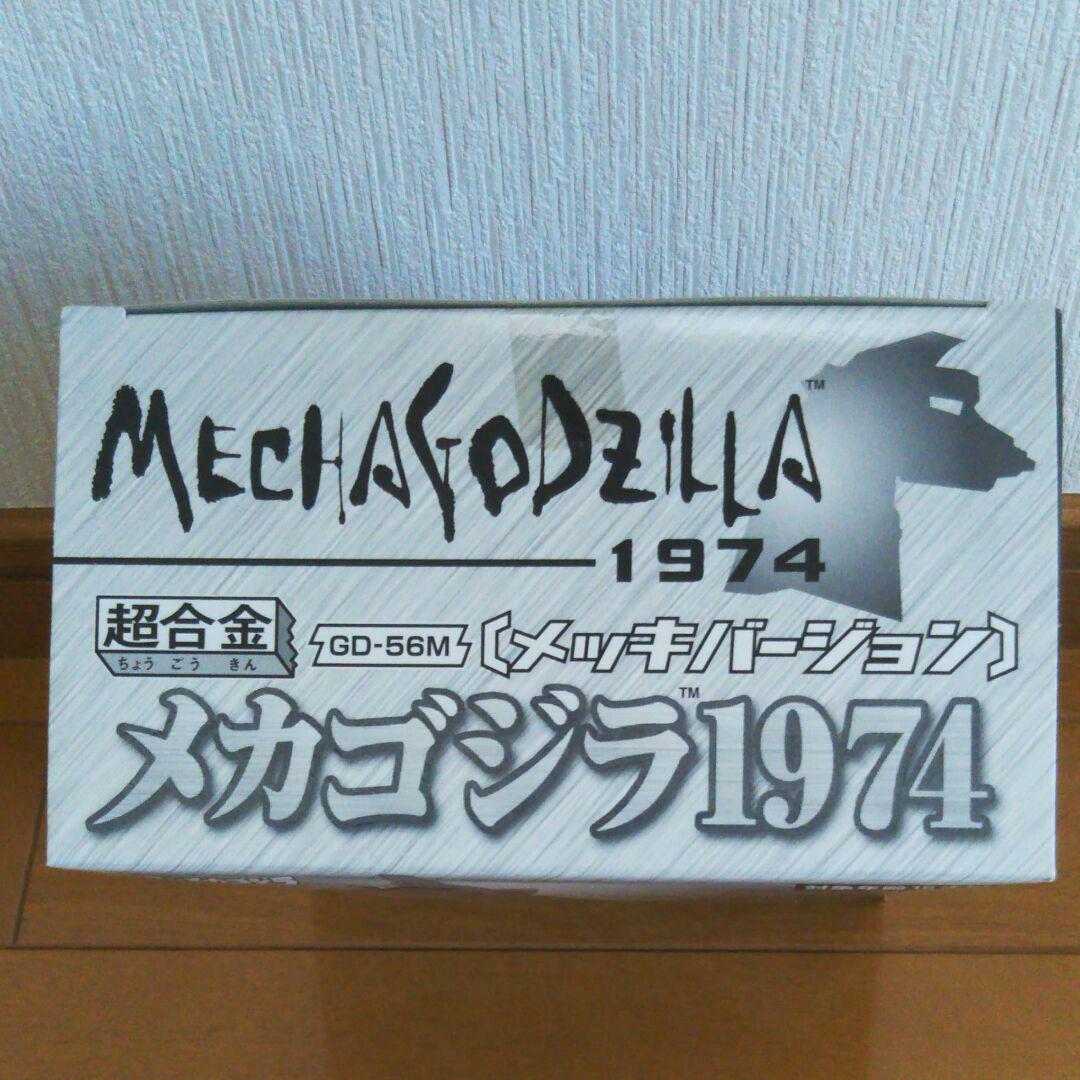 MECHAGODZILLA™
1974
超合金
ちょう ごう きん
GD-56M
〔メッキバージョン〕
メカゴジラ™1974